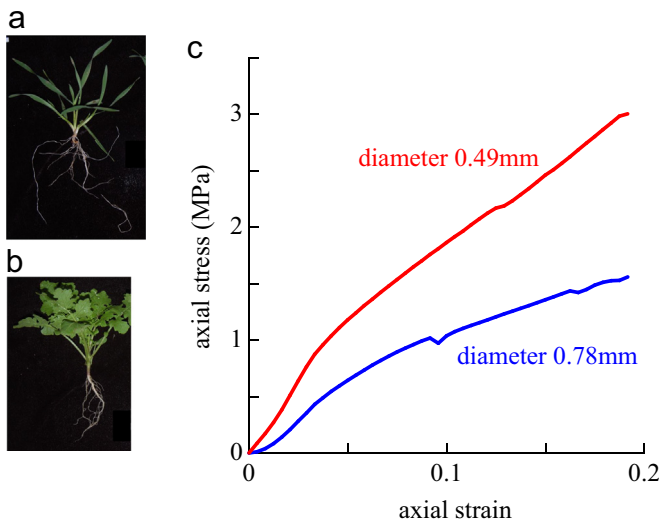 a
b
c
axial stress (MPa)
3
2
1
0
diameter 0.49mm
diameter 0.78mm
0
0.1
0.2
axial strain